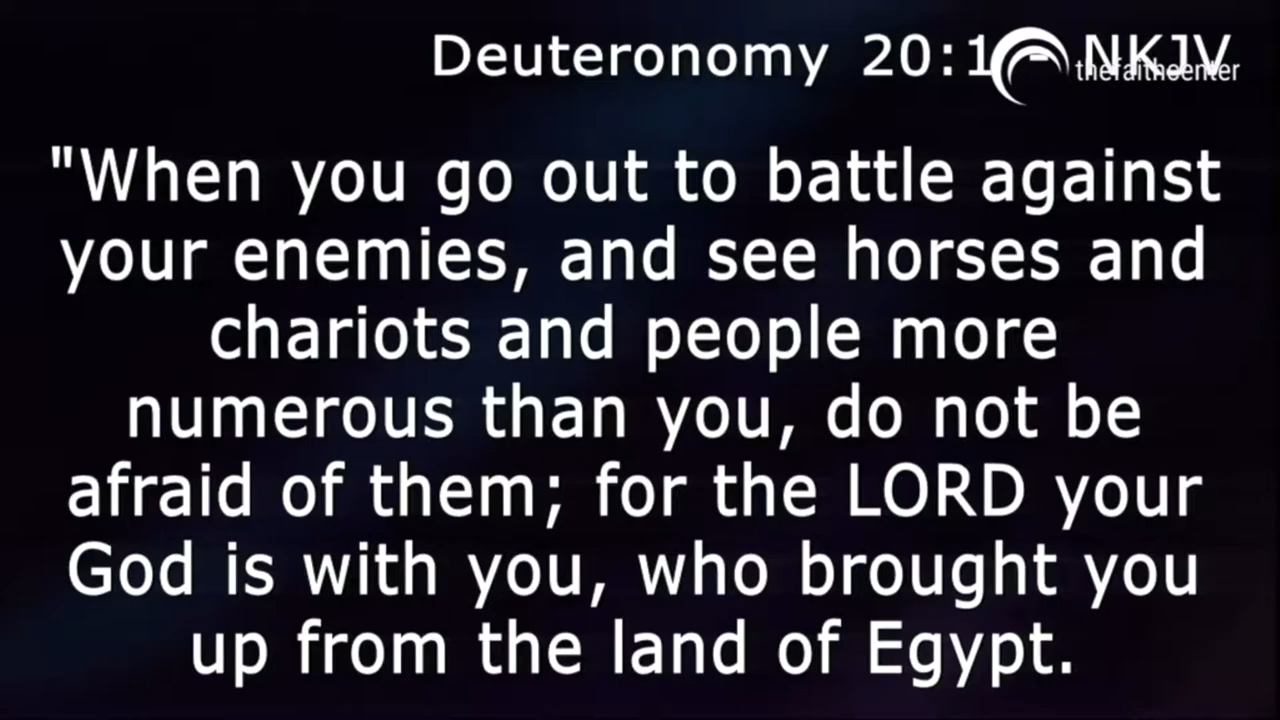 Deuteronomy 20:1 - NKJV
thefaithcenter
"When you go out to battle against
your enemies, and see horses and
chariots and people more
numerous than you, do not be
afraid of them; for the LORD your
God is with you, who brought you
up from the land of Egypt.